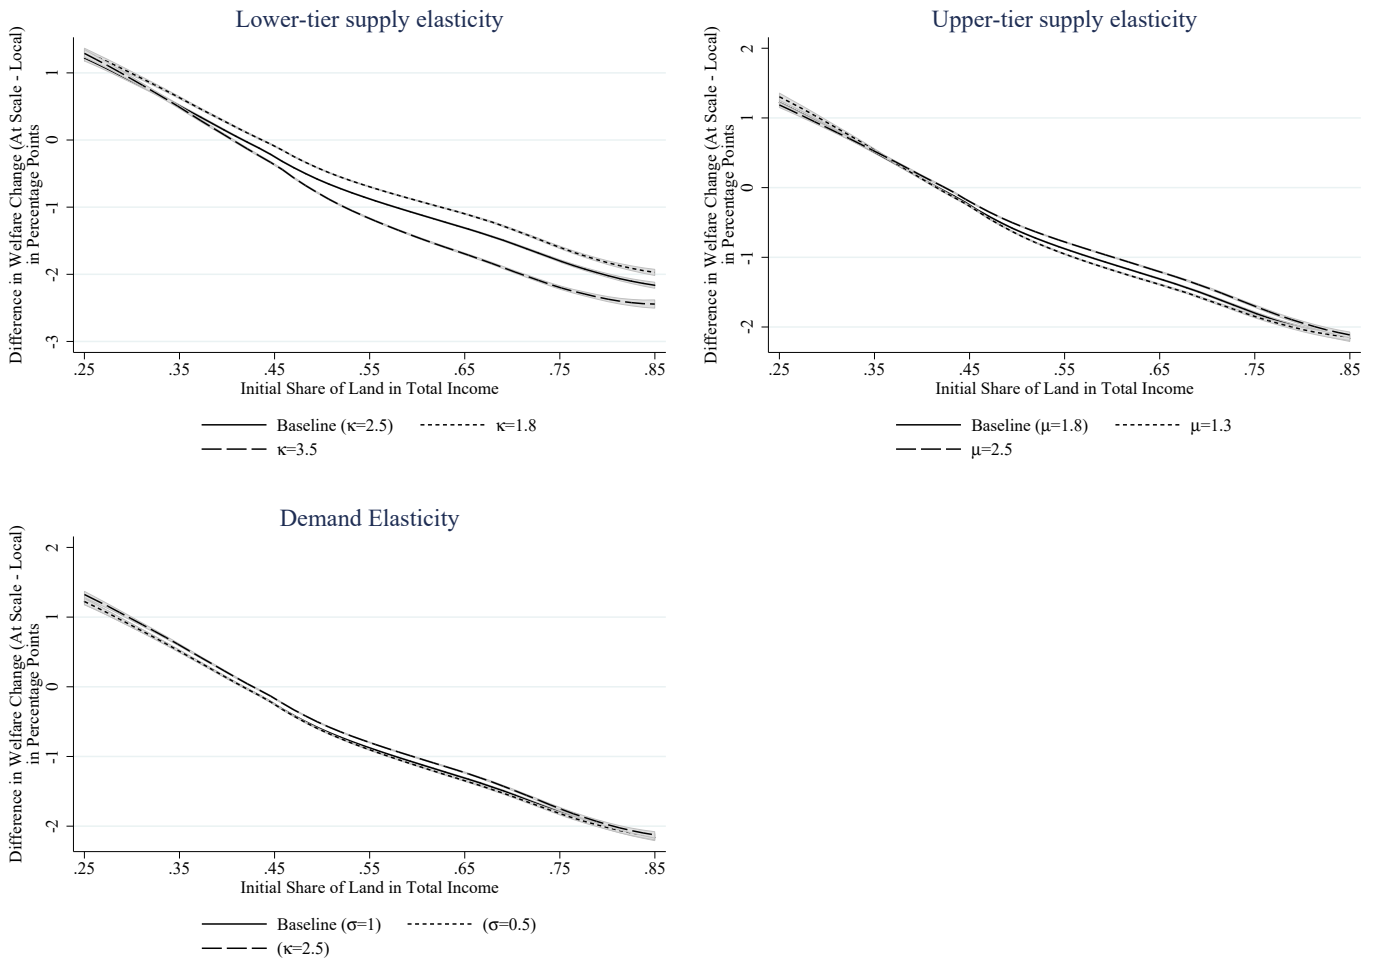 Lower-tier supply elasticity
Difference in Welfare Change (At Scale - Local)
in Percentage Points
1
0
-1
-2
-3
.25 .35 .45 .55 .65 .75 .85
Initial Share of Land in Total Income
Baseline (κ=2.5) κ=1.8
κ=3.5
Upper-tier supply elasticity
Difference in Welfare Change (At Scale - Local)
in Percentage Points
2
1
0
-1
-2
.25 .35 .45 .55 .65 .75 .85
Initial Share of Land in Total Income
Baseline (μ=1.8) μ=1.3
μ=2.5
Demand Elasticity
Difference in Welfare Change (At Scale - Local)
in Percentage Points
2
1
0
-1
-2
.25 .35 .45 .55 .65 .75 .85
Initial Share of Land in Total Income
Baseline (σ=1) (σ=0.5)
(κ=2.5)